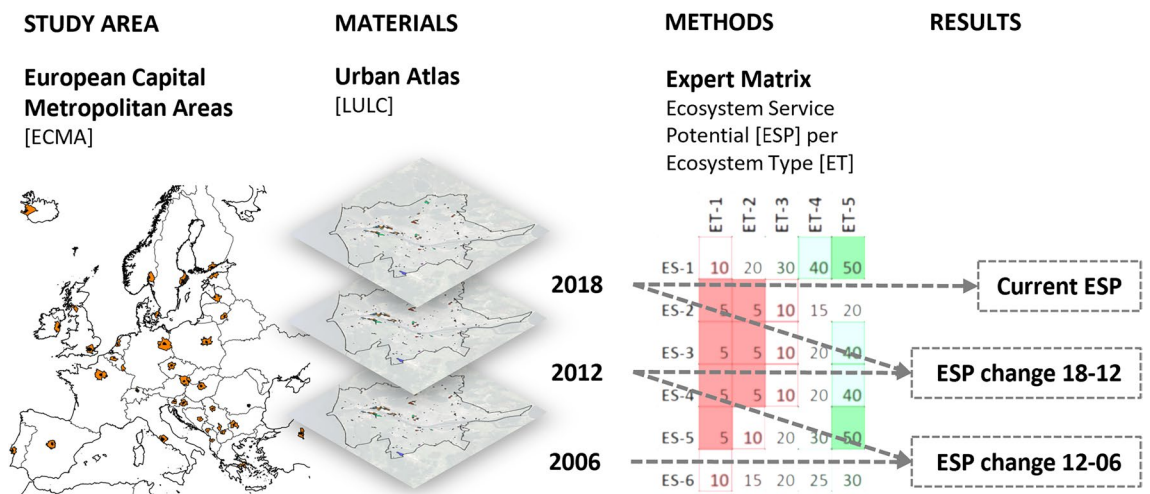 STUDY AREA
MATERIALS
METHODS
RESULTS
European Capital
Metropolitan Areas
[ECMA]
Urban Atlas
[LULC]
Expert Matrix
Ecosystem Service
Potential [ESP] per
Ecosystem Type [ET]
ET-1 ET-2 ET-3 ET-4 ET-5
ES-1 10 20 30 40 50
ES-2 5 5 10 15 20
ES-3 5 5 10 20 40
ES-4 5 5 10 20 40
ES-5 5 10 20 30 50
ES-6 10 15 20 25 30
2018
2012
2006
Current ESP
ESP change 18-12
ESP change 12-06